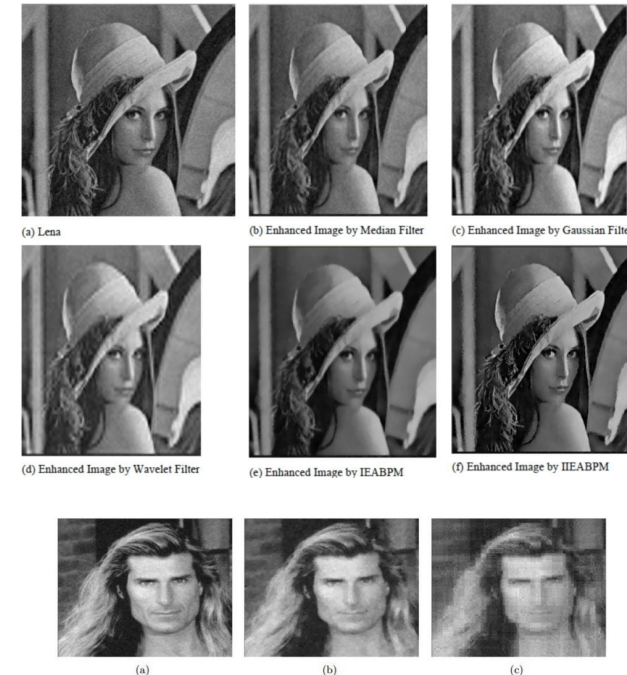 (a) Lena
(b) Enhanced Image by Median Filter
(c) Enhanced Image by Gaussian Filte
(d) Enhanced Image by Wavelet Filter
(e) Enhanced Image by IEABPM
(f) Enhanced Image by IIEABPM
(a)
(b)
(c)